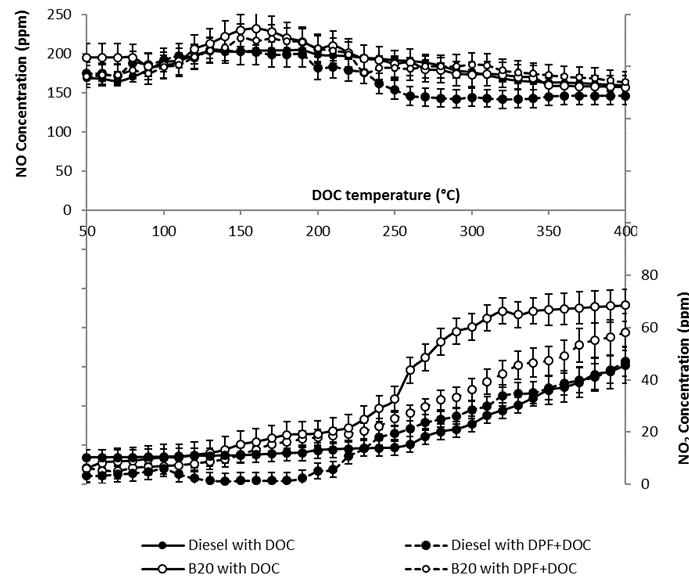 250
200
150
100
50
0
NO Concentration (ppm)
DOC temperature (°C)
50 100 150 200 250 300 350 400
80
60
40
20
0
NO₂ Concentration (ppm)
Diesel with DOC
Diesel with DPF+DOC
B20 with DOC
B20 with DPF+DOC